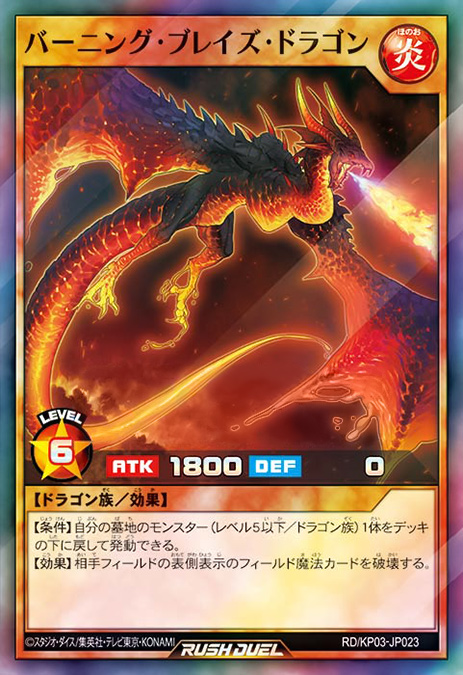 バーニング・ブレイズ・ドラゴン
ほのお
炎
LEVEL
6
ATK 1800 DEF 0
【ドラゴン族／効果】
【条件】自分の墓地のモンスター（レベル５以下／ドラゴン族）１体をデッキ
の下に戻して発動できる。
【効果】相手フィールドの表側表示のフィールド魔法カードを破壊する。
©スタジオ・ダイス/集英社・テレビ東京・KONAMI
RUSH DUEL
RD/KP03-JP023